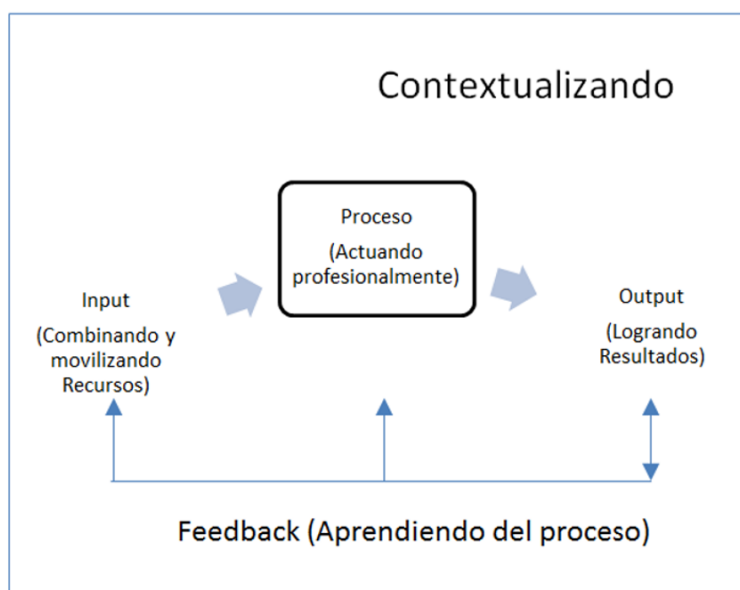 Contextualizando
Proceso
(Actuando
profesionalmente)
Input
(Combinando y
movilizando
Recursos)
Output
(Logrando
Resultados)
Feedback (Aprendiendo del proceso)